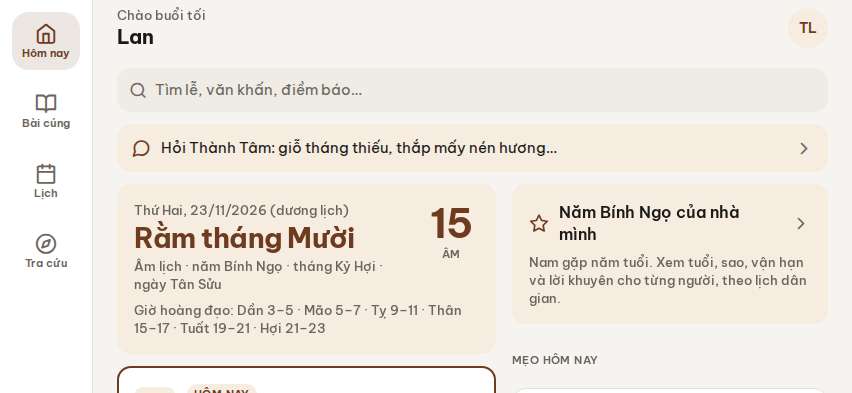 Hôm nay
Bài cúng
Lịch
Tra cứu
Chào buổi tối
Lan
TL
Tìm lễ, văn khấn, điềm báo...
Hỏi Thành Tâm: giỗ tháng thiếu, thắp mấy nén hương...
Thứ Hai, 23/11/2026 (dương lịch)
Rằm tháng Mười
15
ÂM
Âm lịch · năm Bính Ngọ · tháng Kỷ Hợi ·
ngày Tân Sửu
Giờ hoàng đạo: Dần 3–5 · Mão 5–7 · Tỵ 9–11 · Thân
15–17 · Tuất 19–21 · Hợi 21–23
HÔM NAY
Năm Bính Ngọ của nhà
mình
Nam gặp năm tuổi. Xem tuổi, sao, vận hạn
và lời khuyên cho từng người, theo lịch dân
gian.
MẸO HÔM NAY